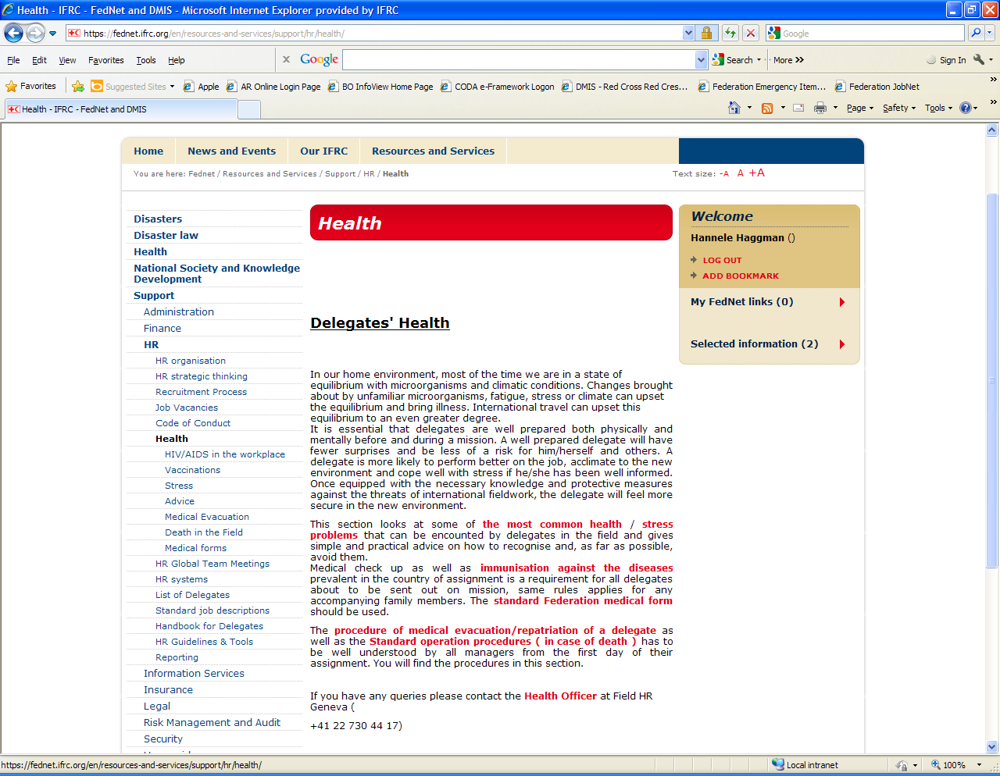 Health - IFRC - FedNet and DMIS - Microsoft Internet Explorer provided by IFRC
https://fednet.ifrc.org/en/resources-and-services/support/hr/health/
Google
File Edit View Favorites Tools Help
x Google Search More >> Sign In
Favorites Suggested Sites Apple AR Online Login Page BO InfoView Home Page CODA e-Framework Logon DMIS - Red Cross Red Cres... Federation Emergency Item... Federation JobNet
Health - IFRC - FedNet and DMIS Page Safety Tools
Home News and Events Our IFRC Resources and Services
You are here: Fednet / Resources and Services / Support / HR / Health
Text size: -A A +A
Disasters
Disaster law
Health
National Society and Knowledge
Development
Support
Administration
Finance
HR
HR organisation
HR strategic thinking
Recruitment Process
Job Vacancies
Code of Conduct
Health
HIV/AIDS in the workplace
Vaccinations
Stress
Advice
Medical Evacuation
Death in the Field
Medical forms
HR Global Team Meetings
HR systems
List of Delegates
Standard job descriptions
Handbook for Delegates
HR Guidelines & Tools
Reporting
Information Services
Insurance
Legal
Risk Management and Audit
Security
Health
Delegates' Health
In our home environment, most of the time we are in a state of
equilibrium with microorganisms and climatic conditions. Changes brought
about by unfamiliar microorganisms, fatigue, stress or climate can upset
the equilibrium and bring illness. International travel can upset this
equilibrium to an even greater degree.
It is essential that delegates are well prepared both physically and
mentally before and during a mission. A well prepared delegate will have
fewer surprises and be less of a risk for him/herself and others. A
delegate is more likely to perform better on the job, acclimate to the new
environment and cope well with stress if he/she has been well informed.
Once equipped with the necessary knowledge and protective measures
against the threats of international fieldwork, the delegate will feel more
secure in the new environment.
This section looks at some of the most common health / stress
problems that can be encounted by delegates in the field and gives
simple and practical advice on how to recognise and, as far as possible,
avoid them.
Medical check up as well as immunisation against the diseases
prevalent in the country of assignment is a requirement for all delegates
about to be sent out on mission, same rules applies for any
accompanying family members. The standard Federation medical form
should be used.
The procedure of medical evacuation/repatriation of a delegate as
well as the Standard operation procedures ( in case of death ) has to
be well understood by all managers from the first day of their
assignment. You will find the procedures in this section.
If you have any queries please contact the Health Officer at Field HR
Geneva (
+41 22 730 44 17)
Welcome
Hannele Haggman ()
LOG OUT
ADD BOOKMARK
My FedNet links (0)
Selected information (2)
https://fednet.ifrc.org/en/resources-and-services/support/hr/health/ Local intranet 100%